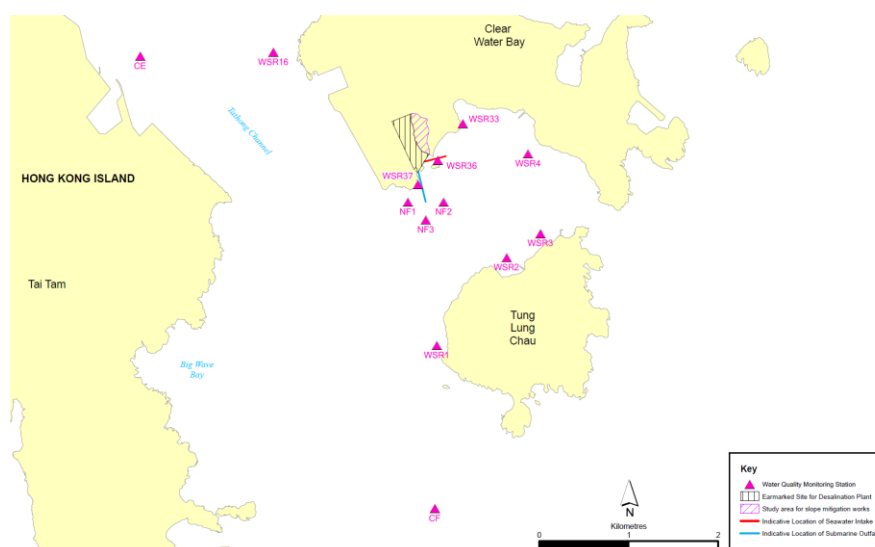 Clear
Water Bay
CE
WSR16
Tathong Channel
WSR33
WSR36
WSR4
HONG KONG ISLAND
WSR37
NF1
NF2
NF3
WSR3
WSR2
Tai Tam
Tung
Lung
Chau
WSR1
Big Wave
Bay
CF
N
Kilometres
0
1
2
Key
Water Quality Monitoring Station
Earmarked Site for Desalination Plant
Study area for slope mitigation works
Indicative Location of Seawater Intake
Indicative Location of Submarine Outfa